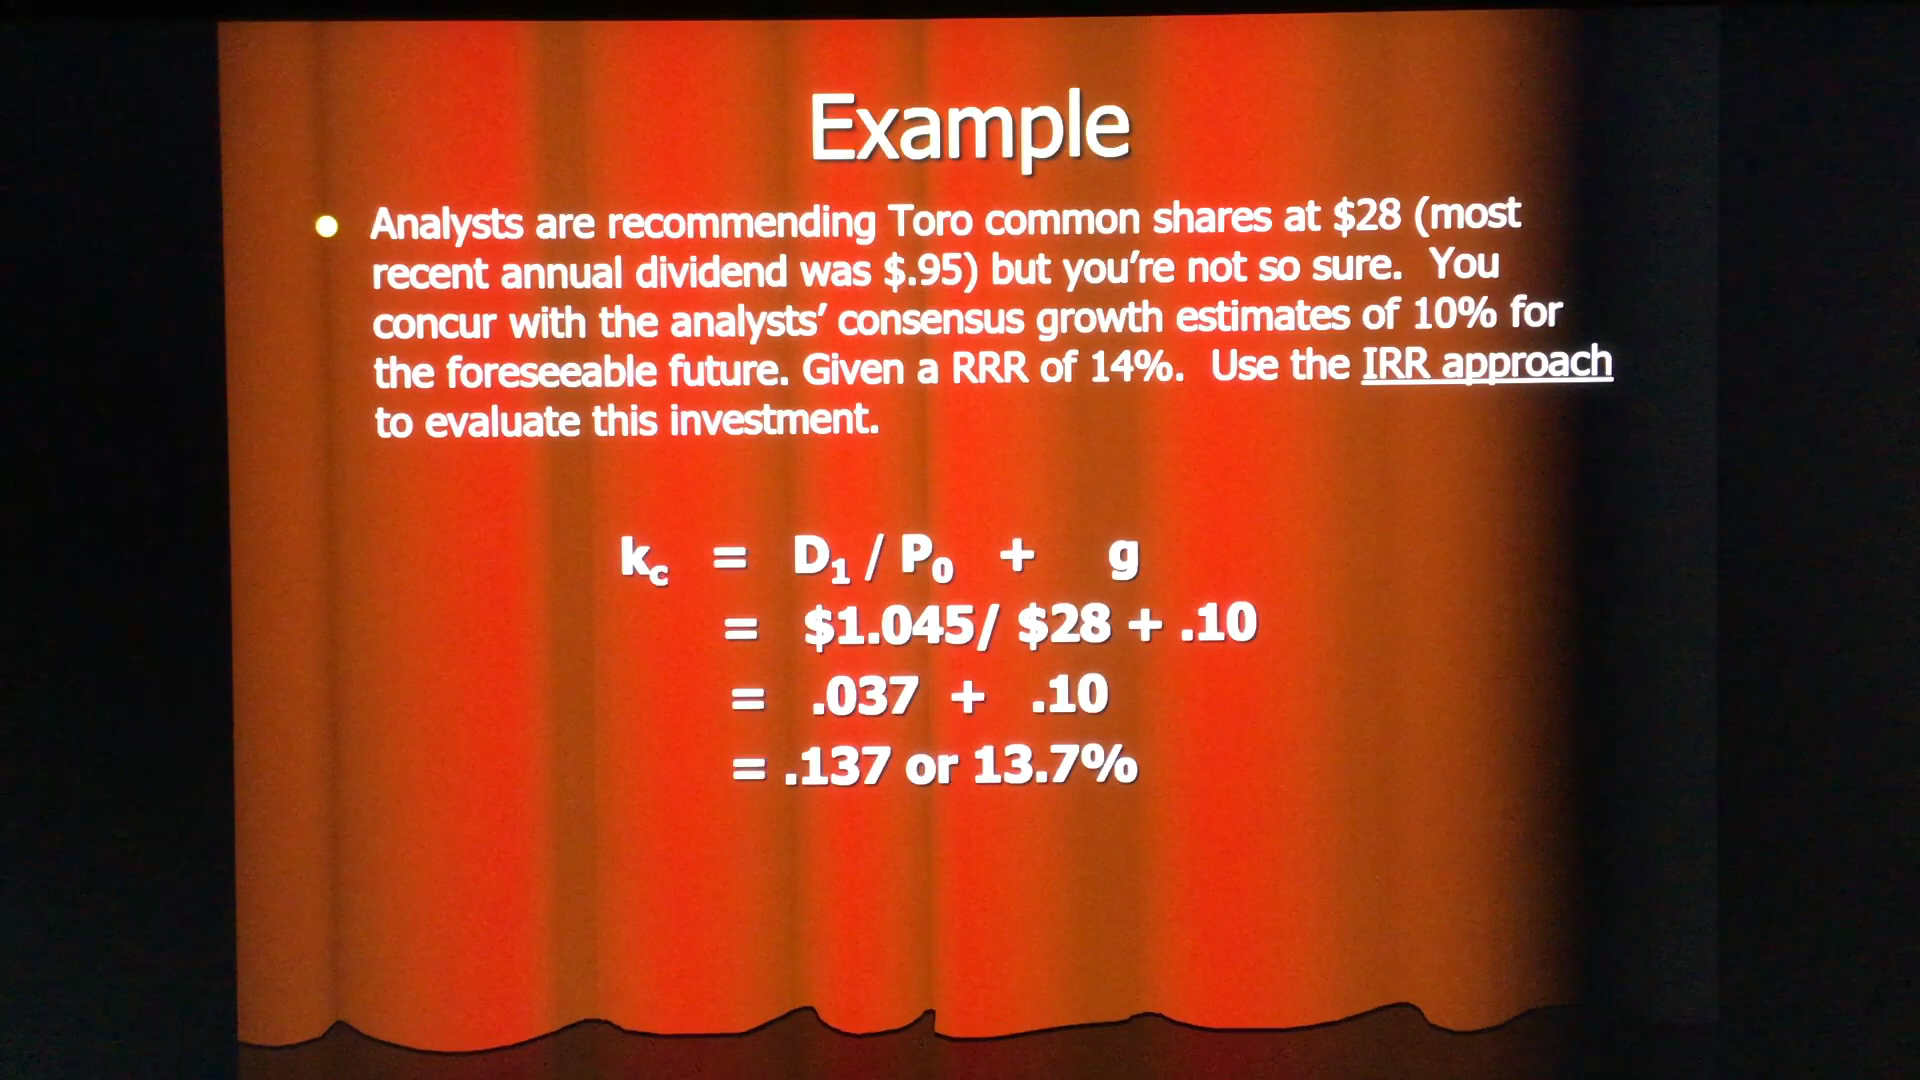 Example
• Analysts are recommending Toro common shares at $28 (most
recent annual dividend was $.95) but you're not so sure.  You
concur with the analysts' consensus growth estimates of 10% for
the foreseeable future. Given a RRR of 14%.  Use the IRR approach
to evaluate this investment.
k_c = D₁ / P₀ + g
= $1.045/ $28 + .10
= .037 + .10
= .137 or 13.7%